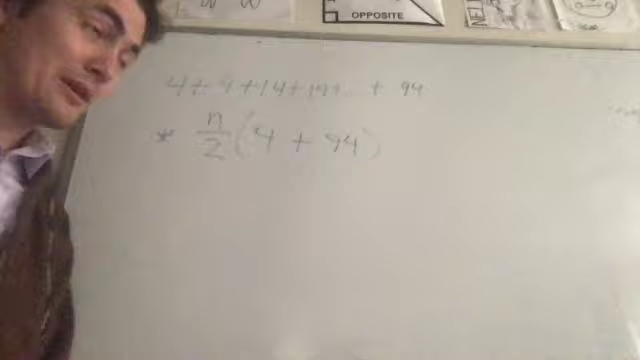 OPPOSITE
4 + 9 + 14 + 19 + ... + 94
* n/2 (4 + 94)